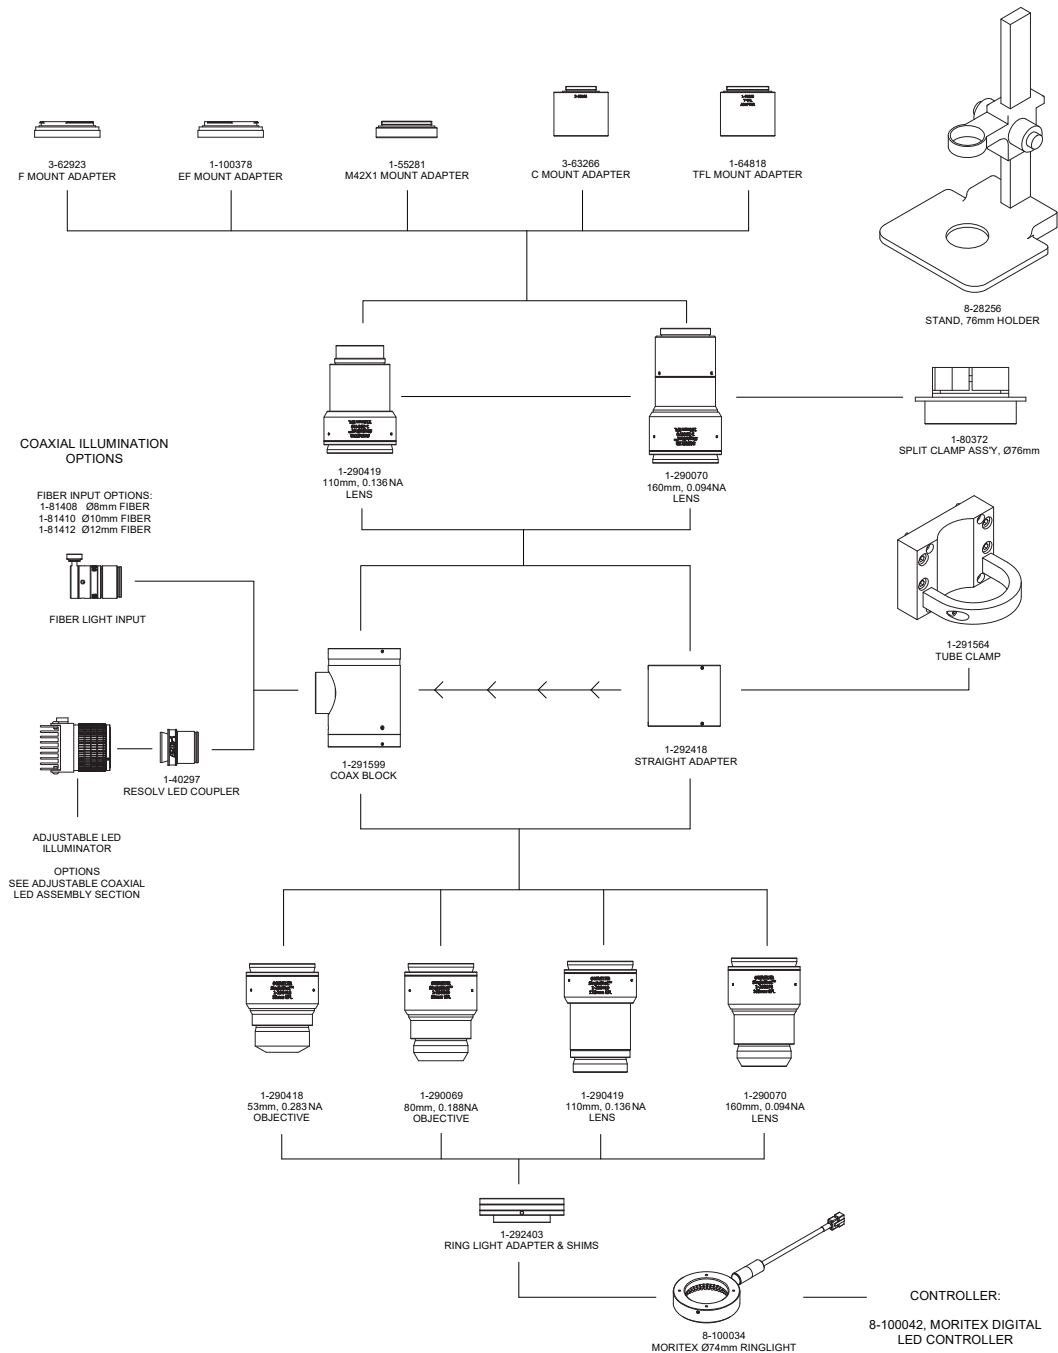 3-62923
F MOUNT ADAPTER
1-100378
EF MOUNT ADAPTER
1-55281
M42X1 MOUNT ADAPTER
3-63266
C MOUNT ADAPTER
1-64818
TFL MOUNT ADAPTER
8-28256
STAND, 76mm HOLDER
1-290419
110mm, 0.136NA
LENS
1-290070
160mm, 0.094NA
LENS
1-80372
SPLIT CLAMP ASS'Y, Ø76mm
COAXIAL ILLUMINATION
OPTIONS
FIBER INPUT OPTIONS:
1-81408 Ø8mm FIBER
1-81410 Ø10mm FIBER
1-81412 Ø12mm FIBER
FIBER LIGHT INPUT
1-291564
TUBE CLAMP
1-40297
RESOLV LED COUPLER
1-291599
COAX BLOCK
1-292418
STRAIGHT ADAPTER
ADJUSTABLE LED
ILLUMINATOR
OPTIONS
SEE ADJUSTABLE COAXIAL
LED ASSEMBLY SECTION
1-290418
53mm, 0.283NA
OBJECTIVE
1-290069
80mm, 0.188NA
OBJECTIVE
1-290419
110mm, 0.136NA
LENS
1-290070
160mm, 0.094NA
LENS
1-292403
RING LIGHT ADAPTER & SHIMS
8-100034
MORITEX Ø74mm RINGLIGHT
CONTROLLER:
8-100042, MORITEX DIGITAL
LED CONTROLLER